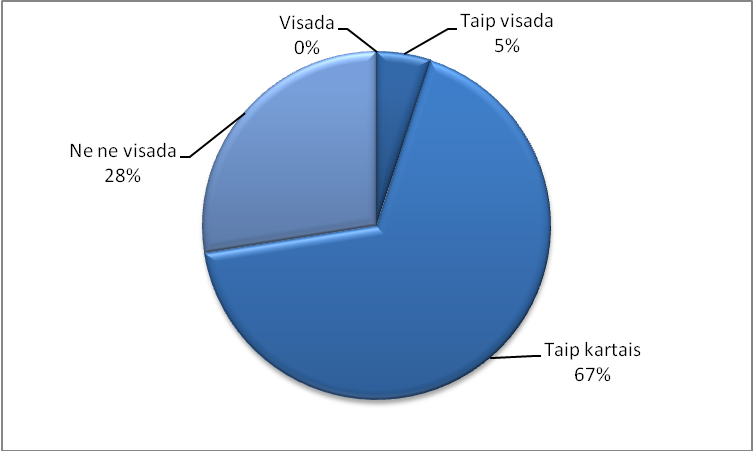 Visada
0%
Taip visada
5%
Ne ne visada
28%
Taip kartais
67%